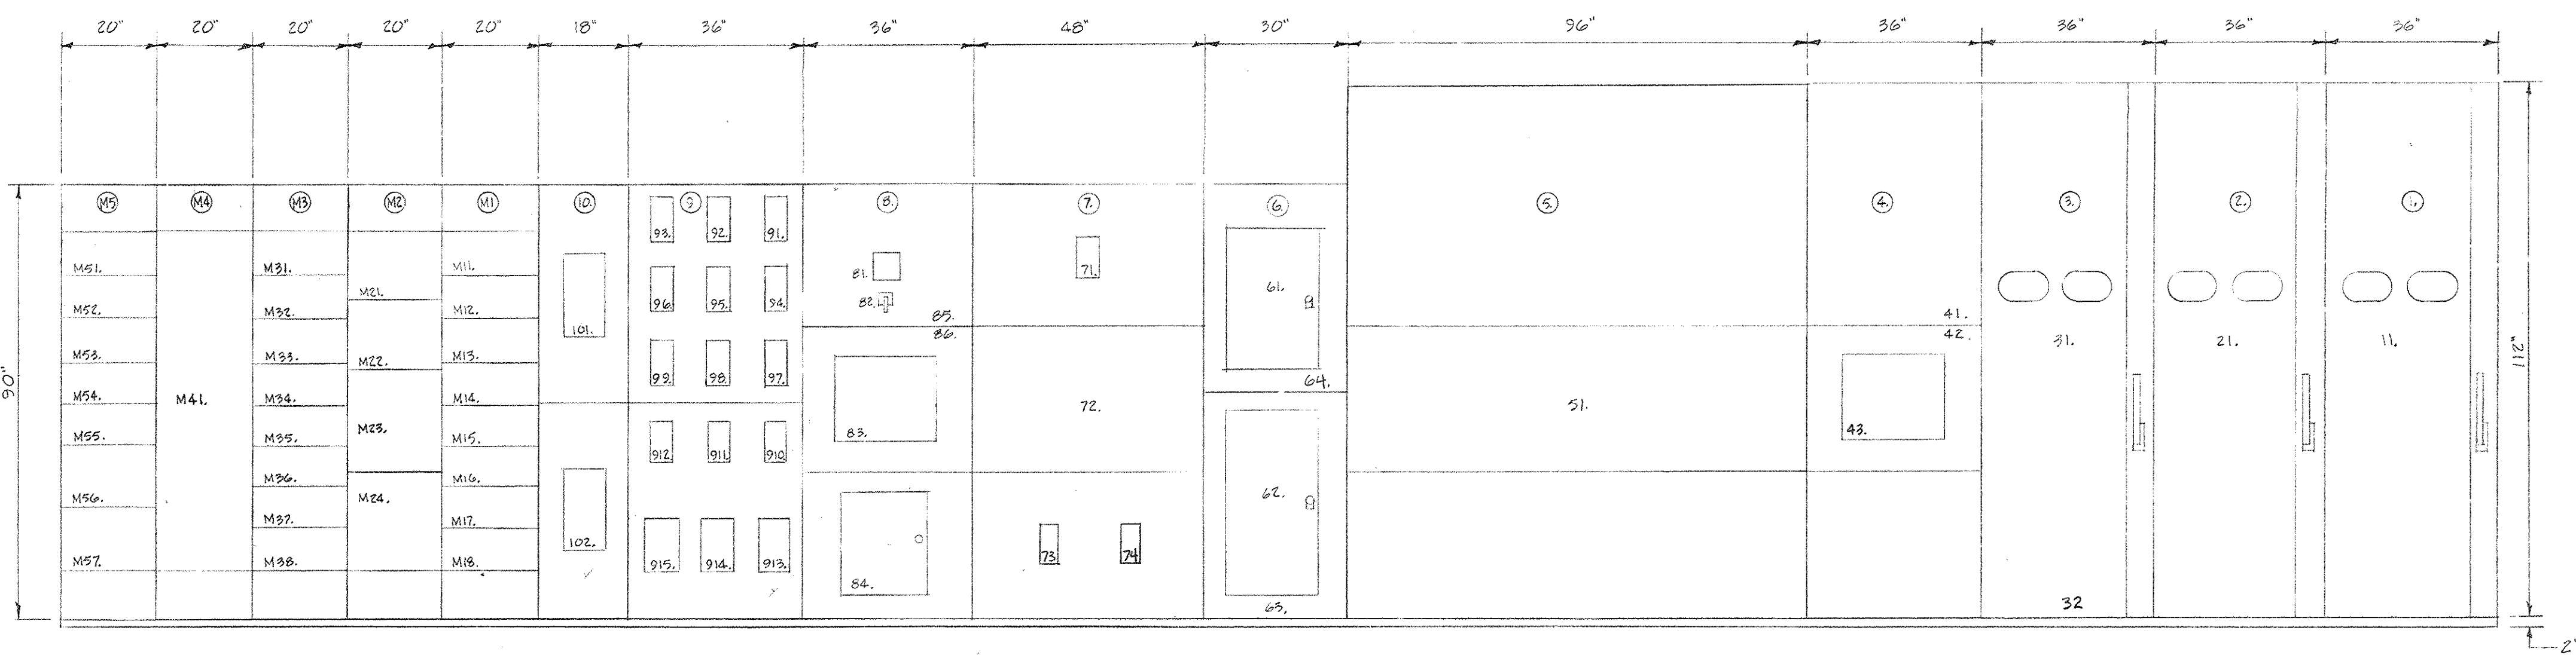 20" 20" 20" 20" 20" 18" 36" 36" 48" 30" 96" 36" 36" 36" 36"
M5 M4 M3 M2 M1 10. 9 8. 7. 6. 5. 4. 3. 2. 1.
93. 92. 91.
M51. M31. M11. 81. 71.
M21. 61.
M52. M32. M12. 96. 95. 94. 82.
101. 85. 41.
86. 42.
31. 21. 11.
112"
M53. M33. M22. M13.
99. 98. 97. 64.
90"
M54. M41. M34. M14. 72. 51.
M55. M35. M23. M15. 83. 43.
912. 911. 910.
M56. M36. M24. M16. 62.
M37. M17.
102. 73. 74
M57. M38. M18. 915. 914. 913.
84.
63. 32
2"